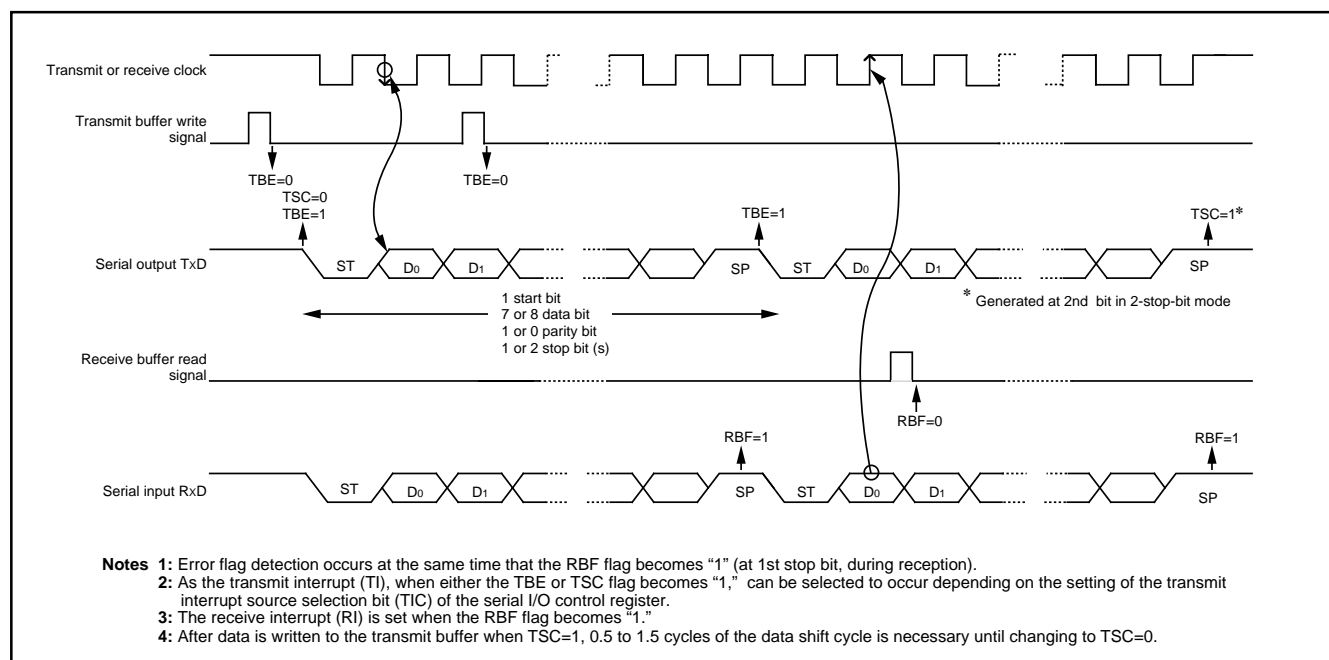 Transmit or receive clock
Transmit buffer write
signal
TBE=0
TBE=0
TSC=0
TBE=1
TBE=1
TSC=1*
Serial output TxD
ST
D0
D1
SP
ST
D0
D1
SP
* Generated at 2nd bit in 2-stop-bit mode
1 start bit
7 or 8 data bit
1 or 0 parity bit
1 or 2 stop bit (s)
Receive buffer read
signal
RBF=0
RBF=1
RBF=1
Serial input RxD
ST
D0
D1
SP
ST
D0
D1
SP
Notes 1: Error flag detection occurs at the same time that the RBF flag becomes “1” (at 1st stop bit, during reception).
2: As the transmit interrupt (TI), when either the TBE or TSC flag becomes “1,” can be selected to occur depending on the setting of the transmit
interrupt source selection bit (TIC) of the serial I/O control register.
3: The receive interrupt (RI) is set when the RBF flag becomes “1.”
4: After data is written to the transmit buffer when TSC=1, 0.5 to 1.5 cycles of the data shift cycle is necessary until changing to TSC=0.